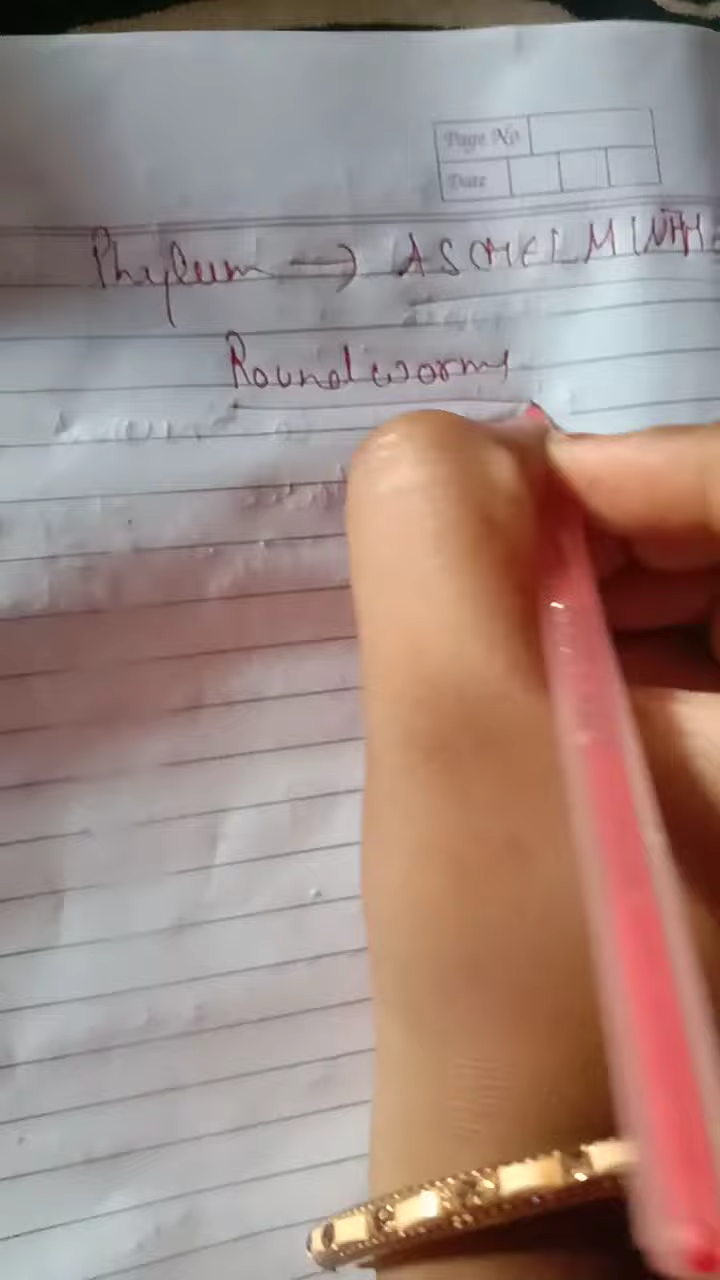 Page No
Date
Phylum → ASCHELMINTH
Roundworms